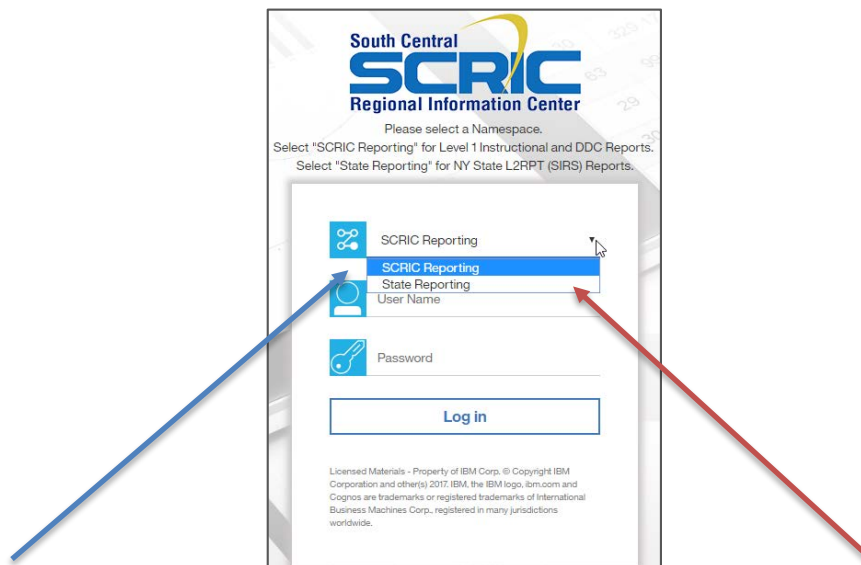 South Central
SCRIC
Regional Information Center
Please select a Namespace.
Select "SCRIC Reporting" for Level 1 Instructional and DDC Reports.
Select "State Reporting" for NY State L2RPT (SIRS) Reports.
SCRIC Reporting
SCRIC Reporting
State Reporting
User Name
Password
Log in
Licensed Materials - Property of IBM Corp. © Copyright IBM
Corporation and other(s) 2017. IBM, the IBM logo, ibm.com and
Cognos are trademarks or registered trademarks of International
Business Machines Corp., registered in many jurisdictions
worldwide.